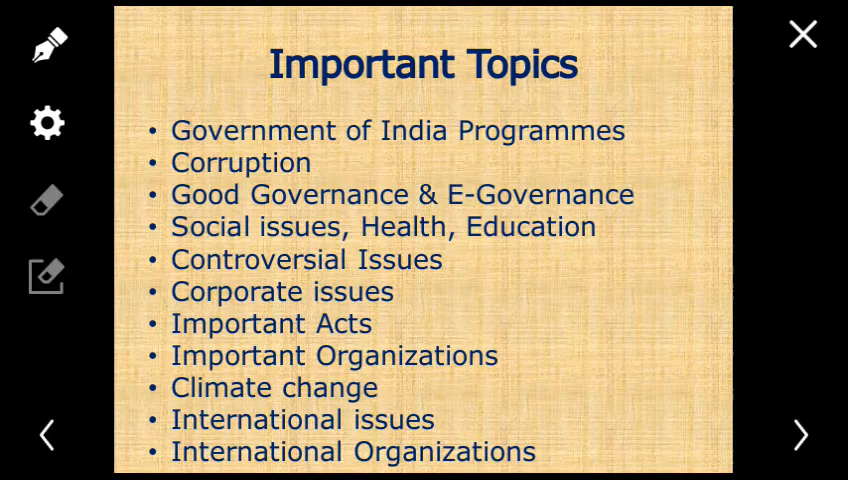 Important Topics
• Government of India Programmes
• Corruption
• Good Governance & E-Governance
• Social issues, Health, Education
• Controversial Issues
• Corporate issues
• Important Acts
• Important Organizations
• Climate change
• International issues
• International Organizations